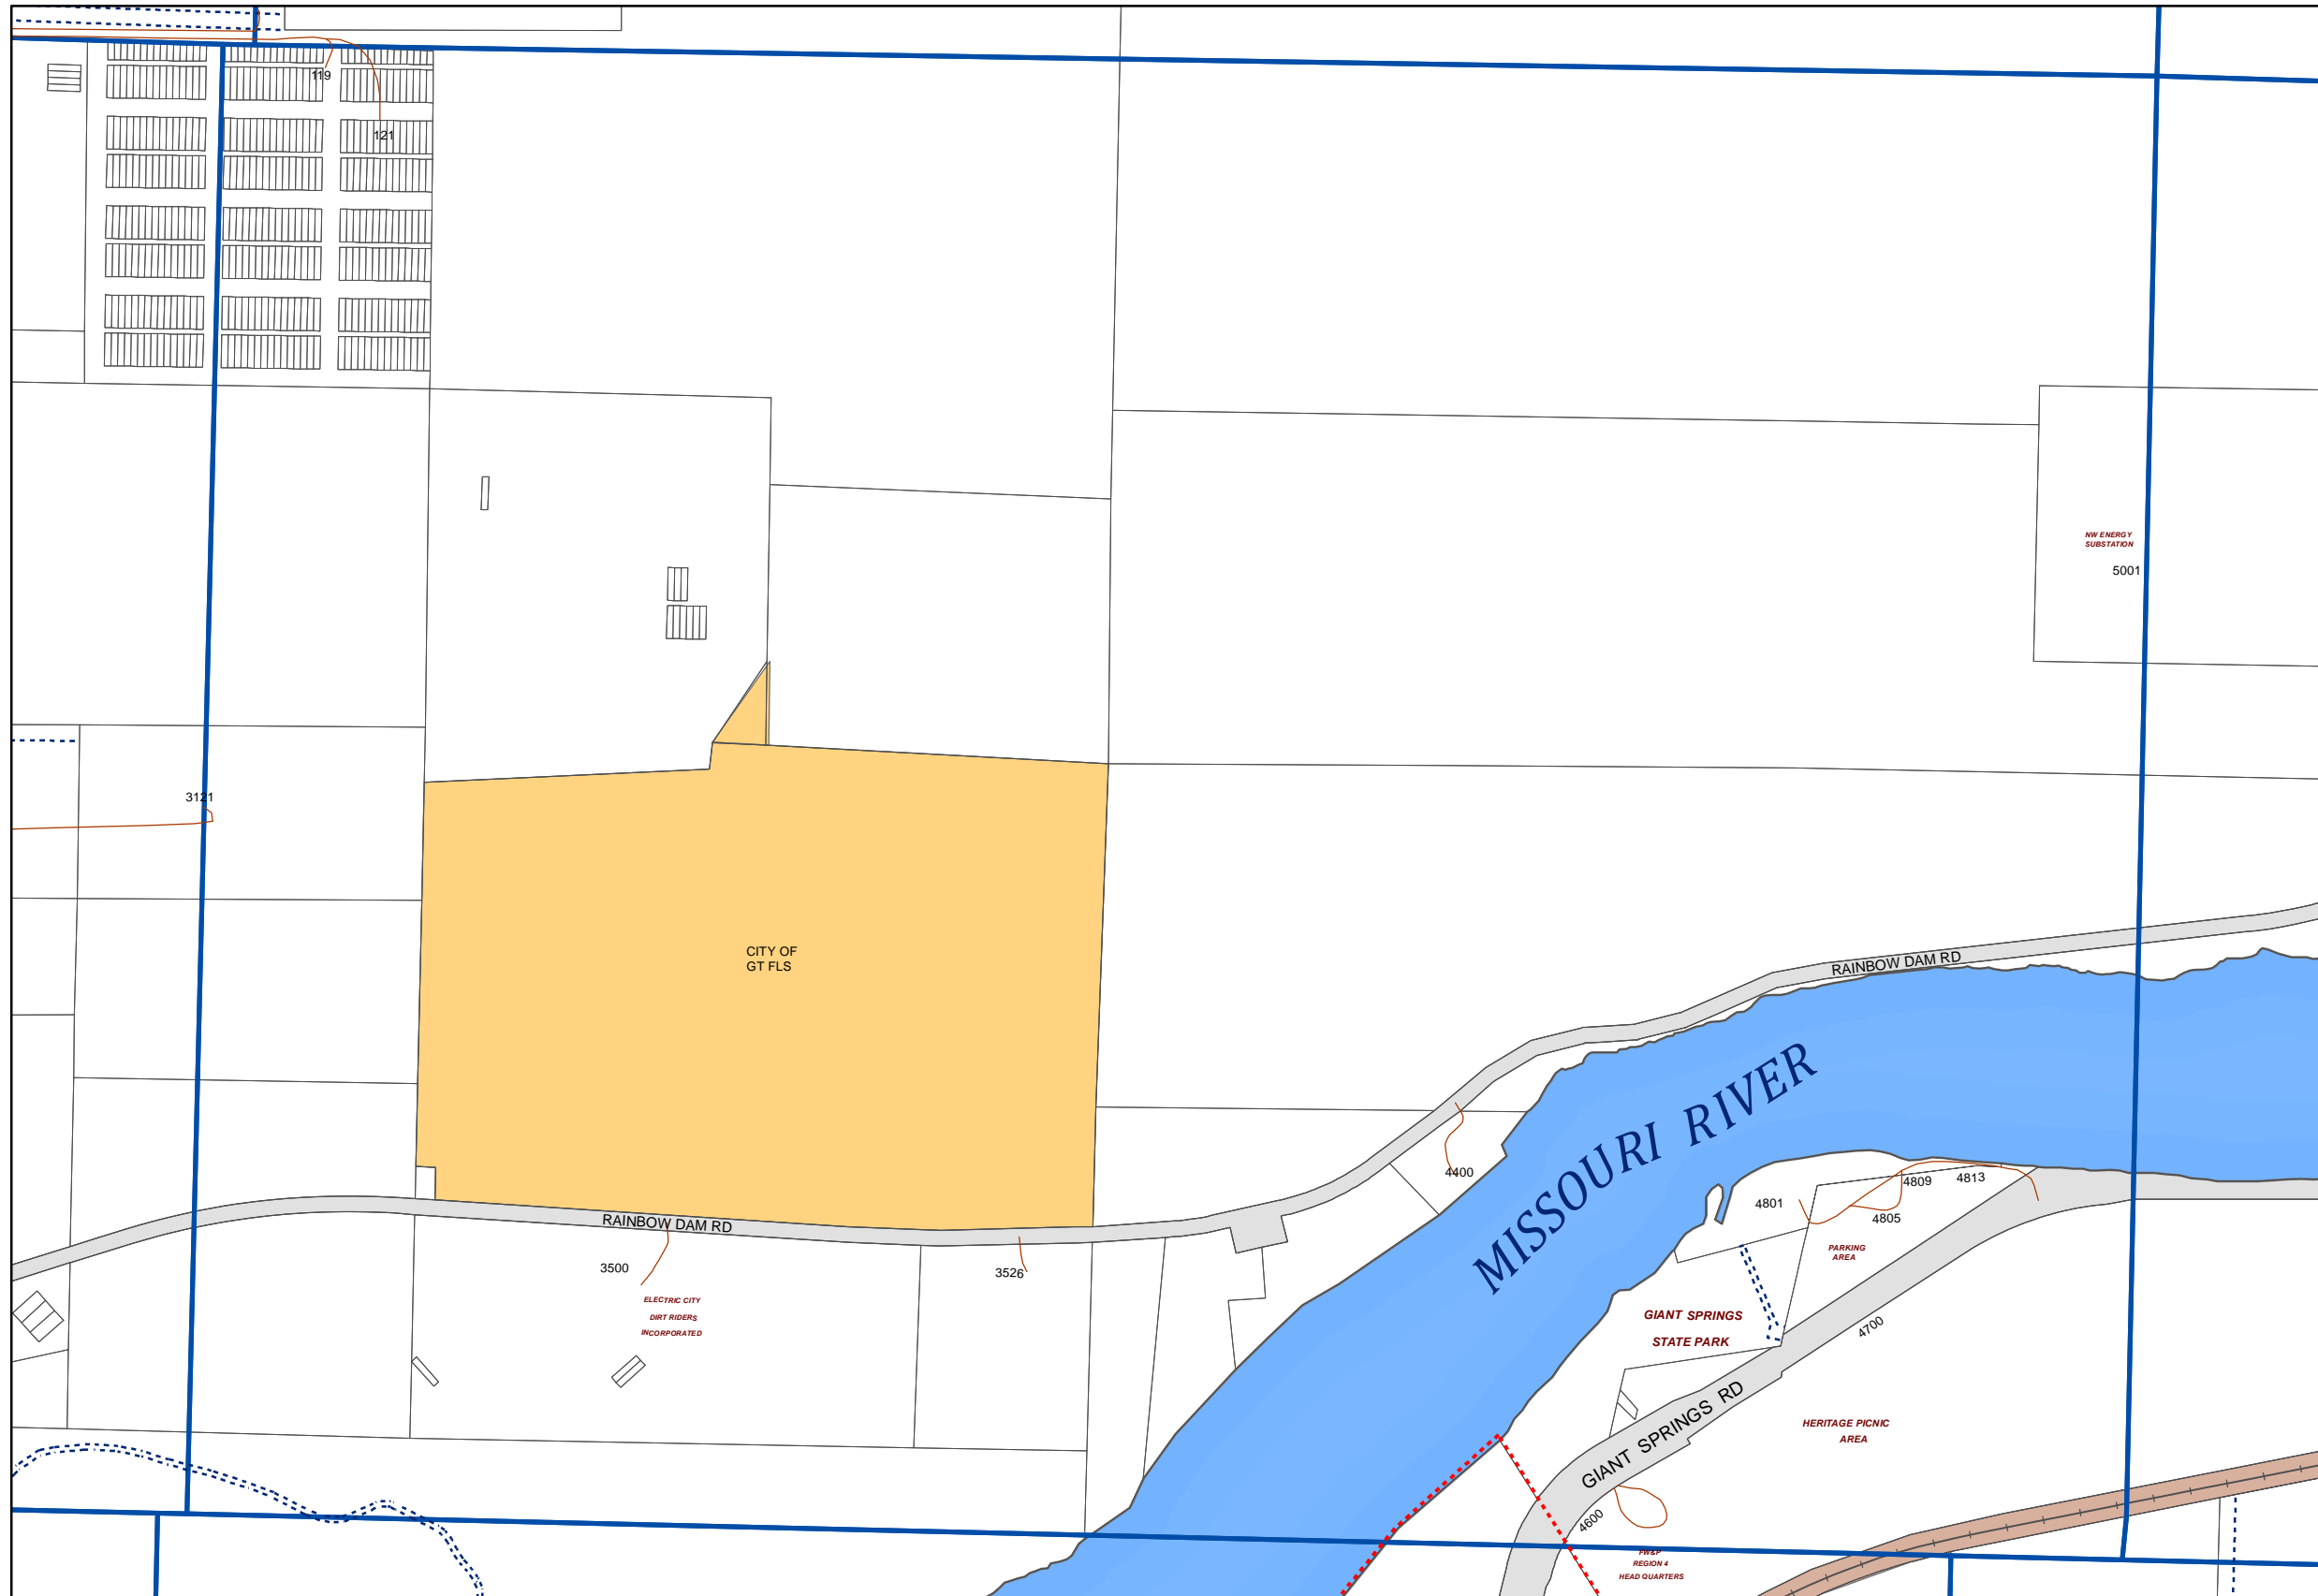 119
121
NW ENERGY
SUBSTATION
5001
3121
CITY OF
GT FLS
RAINBOW DAM RD
MISSOURI RIVER
4400
4801
4809
4813
4805
RAINBOW DAM RD
PARKING
AREA
3500
3526
ELECTRIC CITY
DIRT RIDERS
INCORPORATED
GIANT SPRINGS
STATE PARK
4700
GIANT SPRINGS RD
HERITAGE PICNIC
AREA
4600
FW&P
REGION 4
HEAD QUARTERS